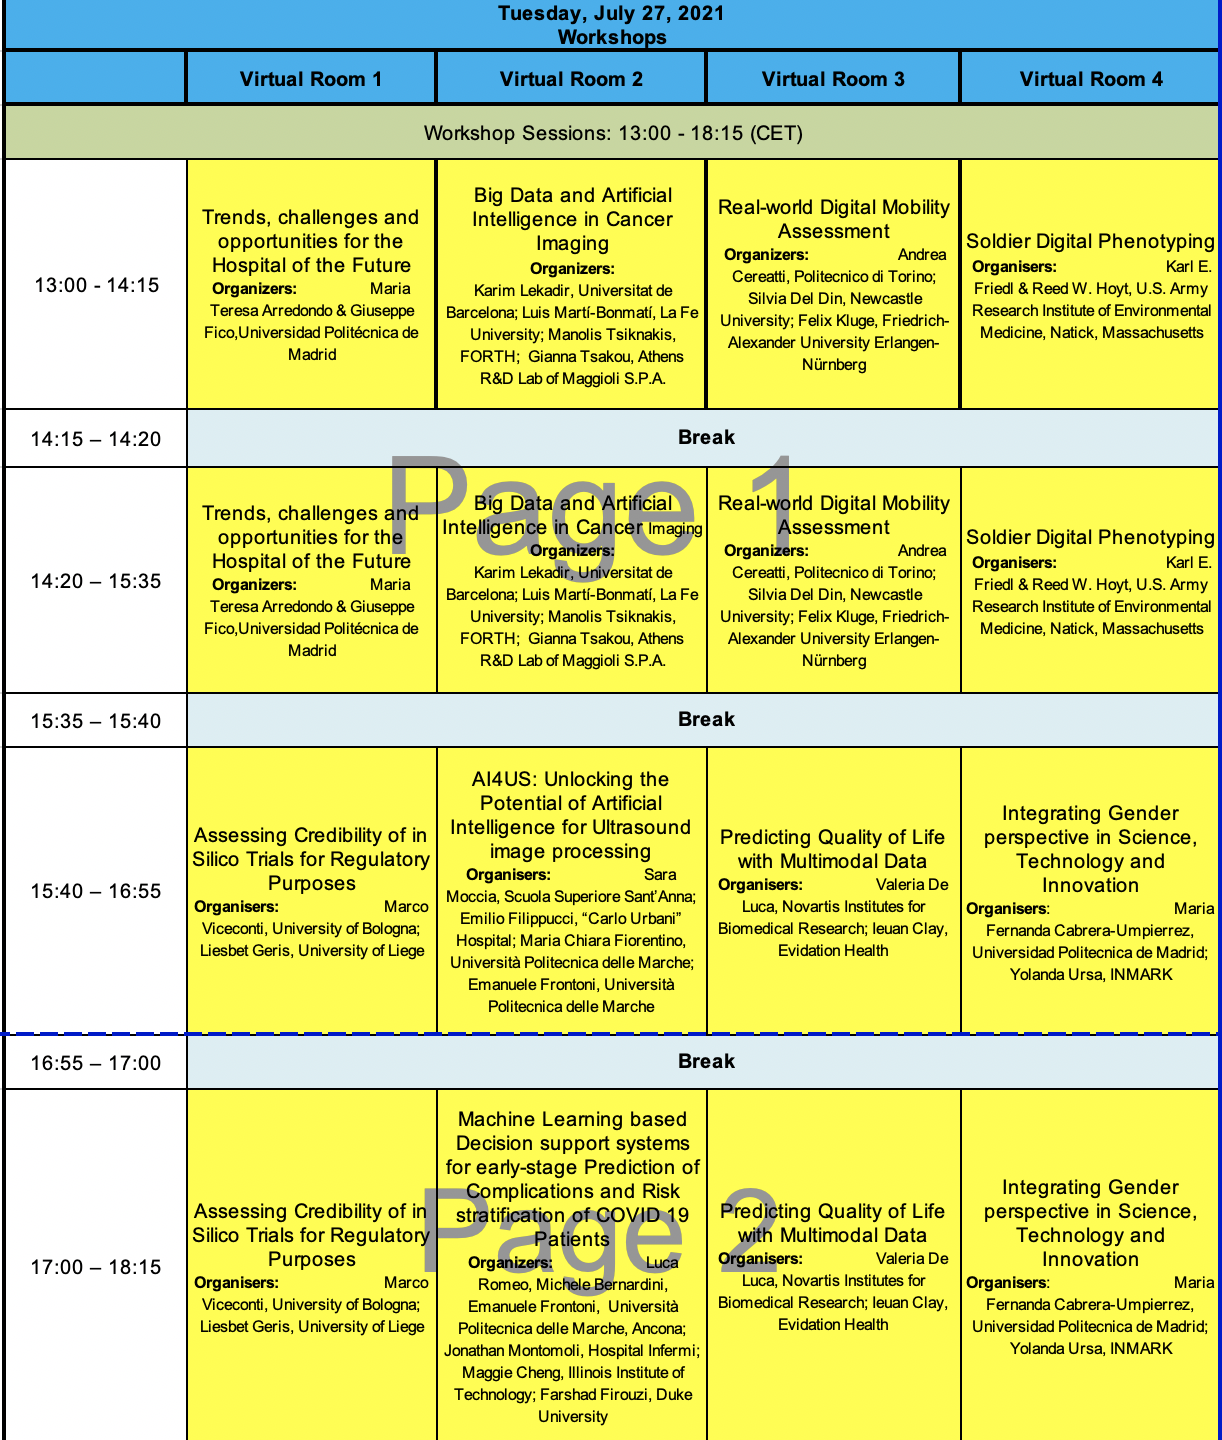 Tuesday, July 27, 2021
Workshops
Virtual Room 1
Virtual Room 2
Virtual Room 3
Virtual Room 4
Workshop Sessions: 13:00 - 18:15 (CET)
13:00 - 14:15
Trends, challenges and
opportunities for the
Hospital of the Future
Organizers: Maria
Teresa Arredondo & Giuseppe
Fico,Universidad Politécnica de
Madrid
Big Data and Artificial
Intelligence in Cancer
Imaging
Organizers:
Karim Lekadir, Universitat de
Barcelona; Luis Martí-Bonmatí, La Fe
University; Manolis Tsiknakis,
FORTH; Gianna Tsakou, Athens
R&D Lab of Maggioli S.P.A.
Real-world Digital Mobility
Assessment
Organizers: Andrea
Cereatti, Politecnico di Torino;
Silvia Del Din, Newcastle
University; Felix Kluge, Friedrich-
Alexander University Erlangen-
Nürnberg
Soldier Digital Phenotyping
Organisers: Karl E.
Friedl & Reed W. Hoyt, U.S. Army
Research Institute of Environmental
Medicine, Natick, Massachusetts
14:15 – 14:20
Break
Page 1
14:20 – 15:35
Trends, challenges and
opportunities for the
Hospital of the Future
Organizers: Maria
Teresa Arredondo & Giuseppe
Fico,Universidad Politécnica de
Madrid
Big Data and Artificial
Intelligence in Cancer Imaging
Organizers:
Karim Lekadir, Universitat de
Barcelona; Luis Martí-Bonmatí, La Fe
University; Manolis Tsiknakis,
FORTH; Gianna Tsakou, Athens
R&D Lab of Maggioli S.P.A.
Real-world Digital Mobility
Assessment
Organizers: Andrea
Cereatti, Politecnico di Torino;
Silvia Del Din, Newcastle
University; Felix Kluge, Friedrich-
Alexander University Erlangen-
Nürnberg
Soldier Digital Phenotyping
Organisers: Karl E.
Friedl & Reed W. Hoyt, U.S. Army
Research Institute of Environmental
Medicine, Natick, Massachusetts
15:35 – 15:40
Break
15:40 – 16:55
Assessing Credibility of in
Silico Trials for Regulatory
Purposes
Organisers: Marco
Viceconti, University of Bologna;
Liesbet Geris, University of Liege
AI4US: Unlocking the
Potential of Artificial
Intelligence for Ultrasound
image processing
Organisers: Sara
Moccia, Scuola Superiore Sant’Anna;
Emilio Filippucci, “Carlo Urbani”
Hospital; Maria Chiara Fiorentino,
Università Politecnica delle Marche;
Emanuele Frontoni, Università
Politecnica delle Marche
Predicting Quality of Life
with Multimodal Data
Organisers: Valeria De
Luca, Novartis Institutes for
Biomedical Research; Ieuan Clay,
Evidation Health
Integrating Gender
perspective in Science,
Technology and
Innovation
Organisers: Maria
Fernanda Cabrera-Umpierrez,
Universidad Politecnica de Madrid;
Yolanda Ursa, INMARK
16:55 – 17:00
Break
17:00 – 18:15
Assessing Credibility of in
Silico Trials for Regulatory
Purposes
Organisers: Marco
Viceconti, University of Bologna;
Liesbet Geris, University of Liege
Machine Learning based
Decision support systems
for early-stage Prediction of
Complications and Risk
stratification of COVID 19
Patients
Organizers: Luca
Romeo, Michele Bernardini,
Emanuele Frontoni, Università
Politecnica delle Marche, Ancona;
Jonathan Montomoli, Hospital Infermi;
Maggie Cheng, Illinois Institute of
Technology; Farshad Firouzi, Duke
University
Page 2
Predicting Quality of Life
with Multimodal Data
Organisers: Valeria De
Luca, Novartis Institutes for
Biomedical Research; Ieuan Clay,
Evidation Health
Integrating Gender
perspective in Science,
Technology and
Innovation
Organisers: Maria
Fernanda Cabrera-Umpierrez,
Universidad Politecnica de Madrid;
Yolanda Ursa, INMARK